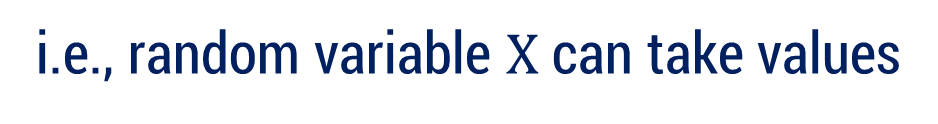 i.e., random variable X can take values